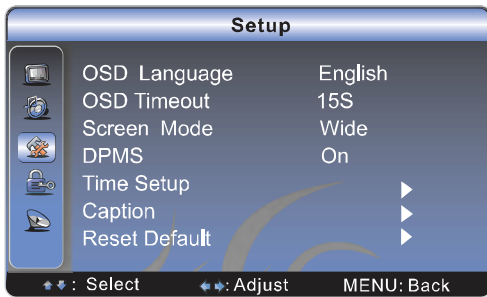 Setup
OSD Language English
OSD Timeout 15S
Screen Mode Wide
DPMS On
Time Setup
Caption
Reset Default
: Select : Adjust MENU: Back